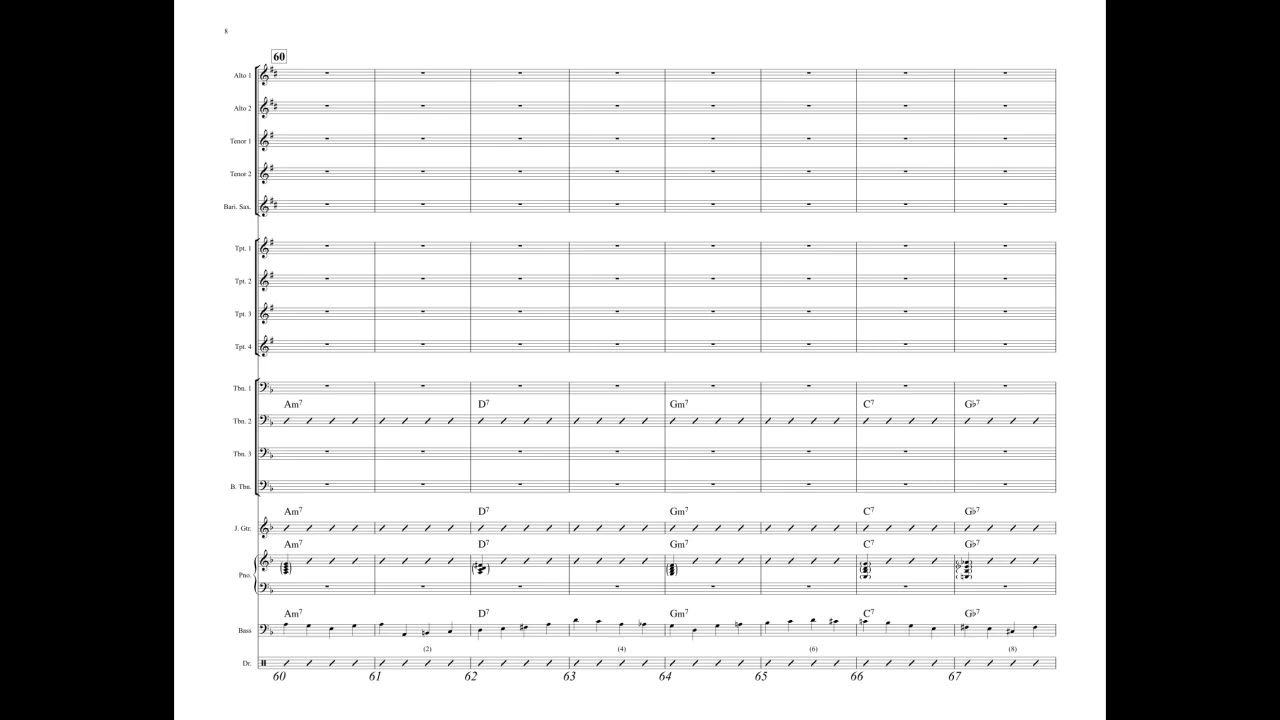 8
60
Alto 1
Alto 2
Tenor 1
Tenor 2
Bari. Sax.
Tpt. 1
Tpt. 2
Tpt. 3
Tpt. 4
Tbn. 1
Am7 D7 Gm7 C7 G♭7
Tbn. 2
Tbn. 3
B. Tbn.
Am7 D7 Gm7 C7 G♭7
J. Gtr.
Am7 D7 Gm7 C7 G♭7
Pno.
Am7 D7 Gm7 C7 G♭7
Bass
(2) (4) (6) (8)
Dr.
60 61 62 63 64 65 66 67